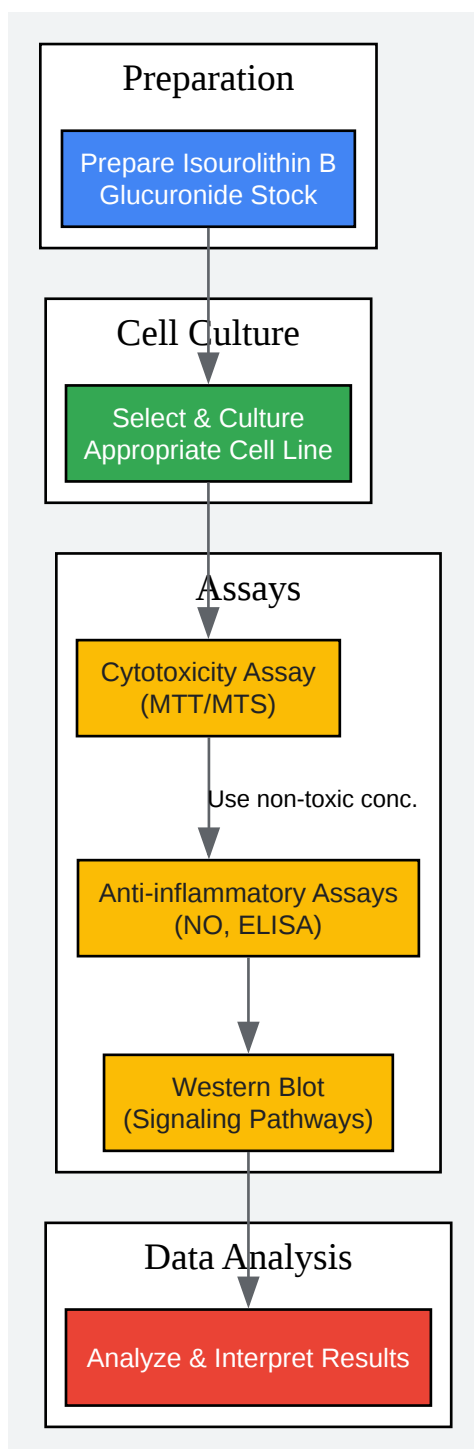 Preparation
Prepare Isourolithin B
Glucuronide Stock
Cell Culture
Select & Culture
Appropriate Cell Line
Assays
Cytotoxicity Assay
(MTT/MTS)
Use non-toxic conc.
Anti-inflammatory Assays
(NO, ELISA)
Western Blot
(Signaling Pathways)
Data Analysis
Analyze & Interpret Results